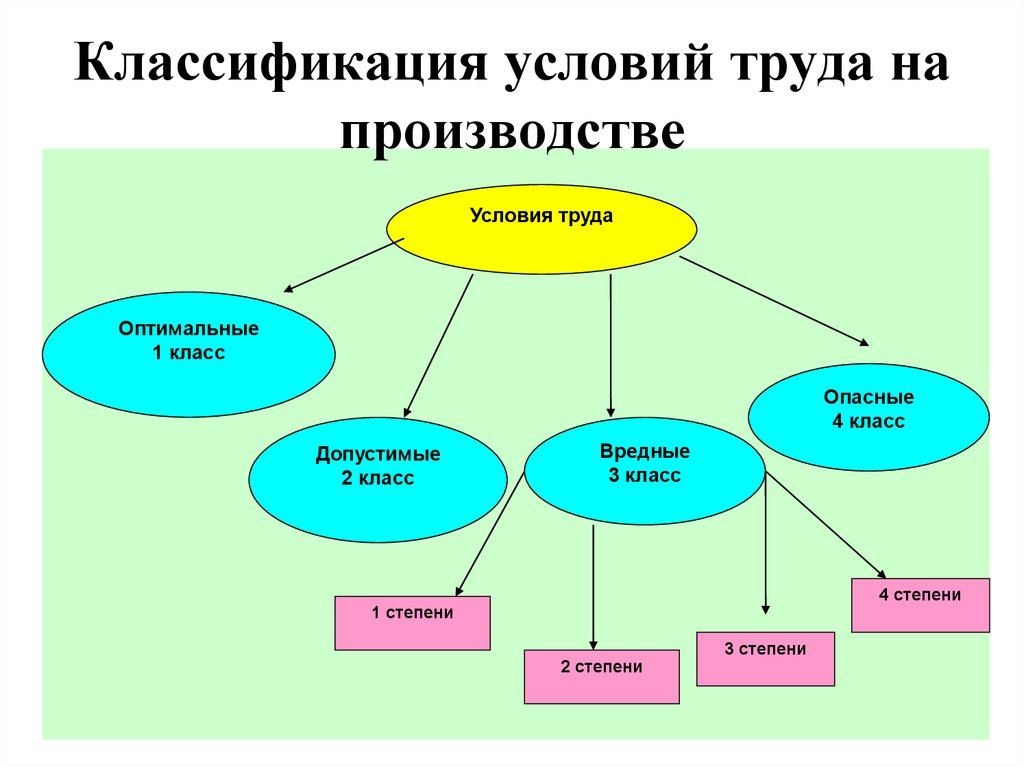 Классификация условий труда на
производстве
Условия труда
Оптимальные
1 класс
Опасные
4 класс
Допустимые
2 класс
Вредные
3 класс
4 степени
1 степени
3 степени
2 степени